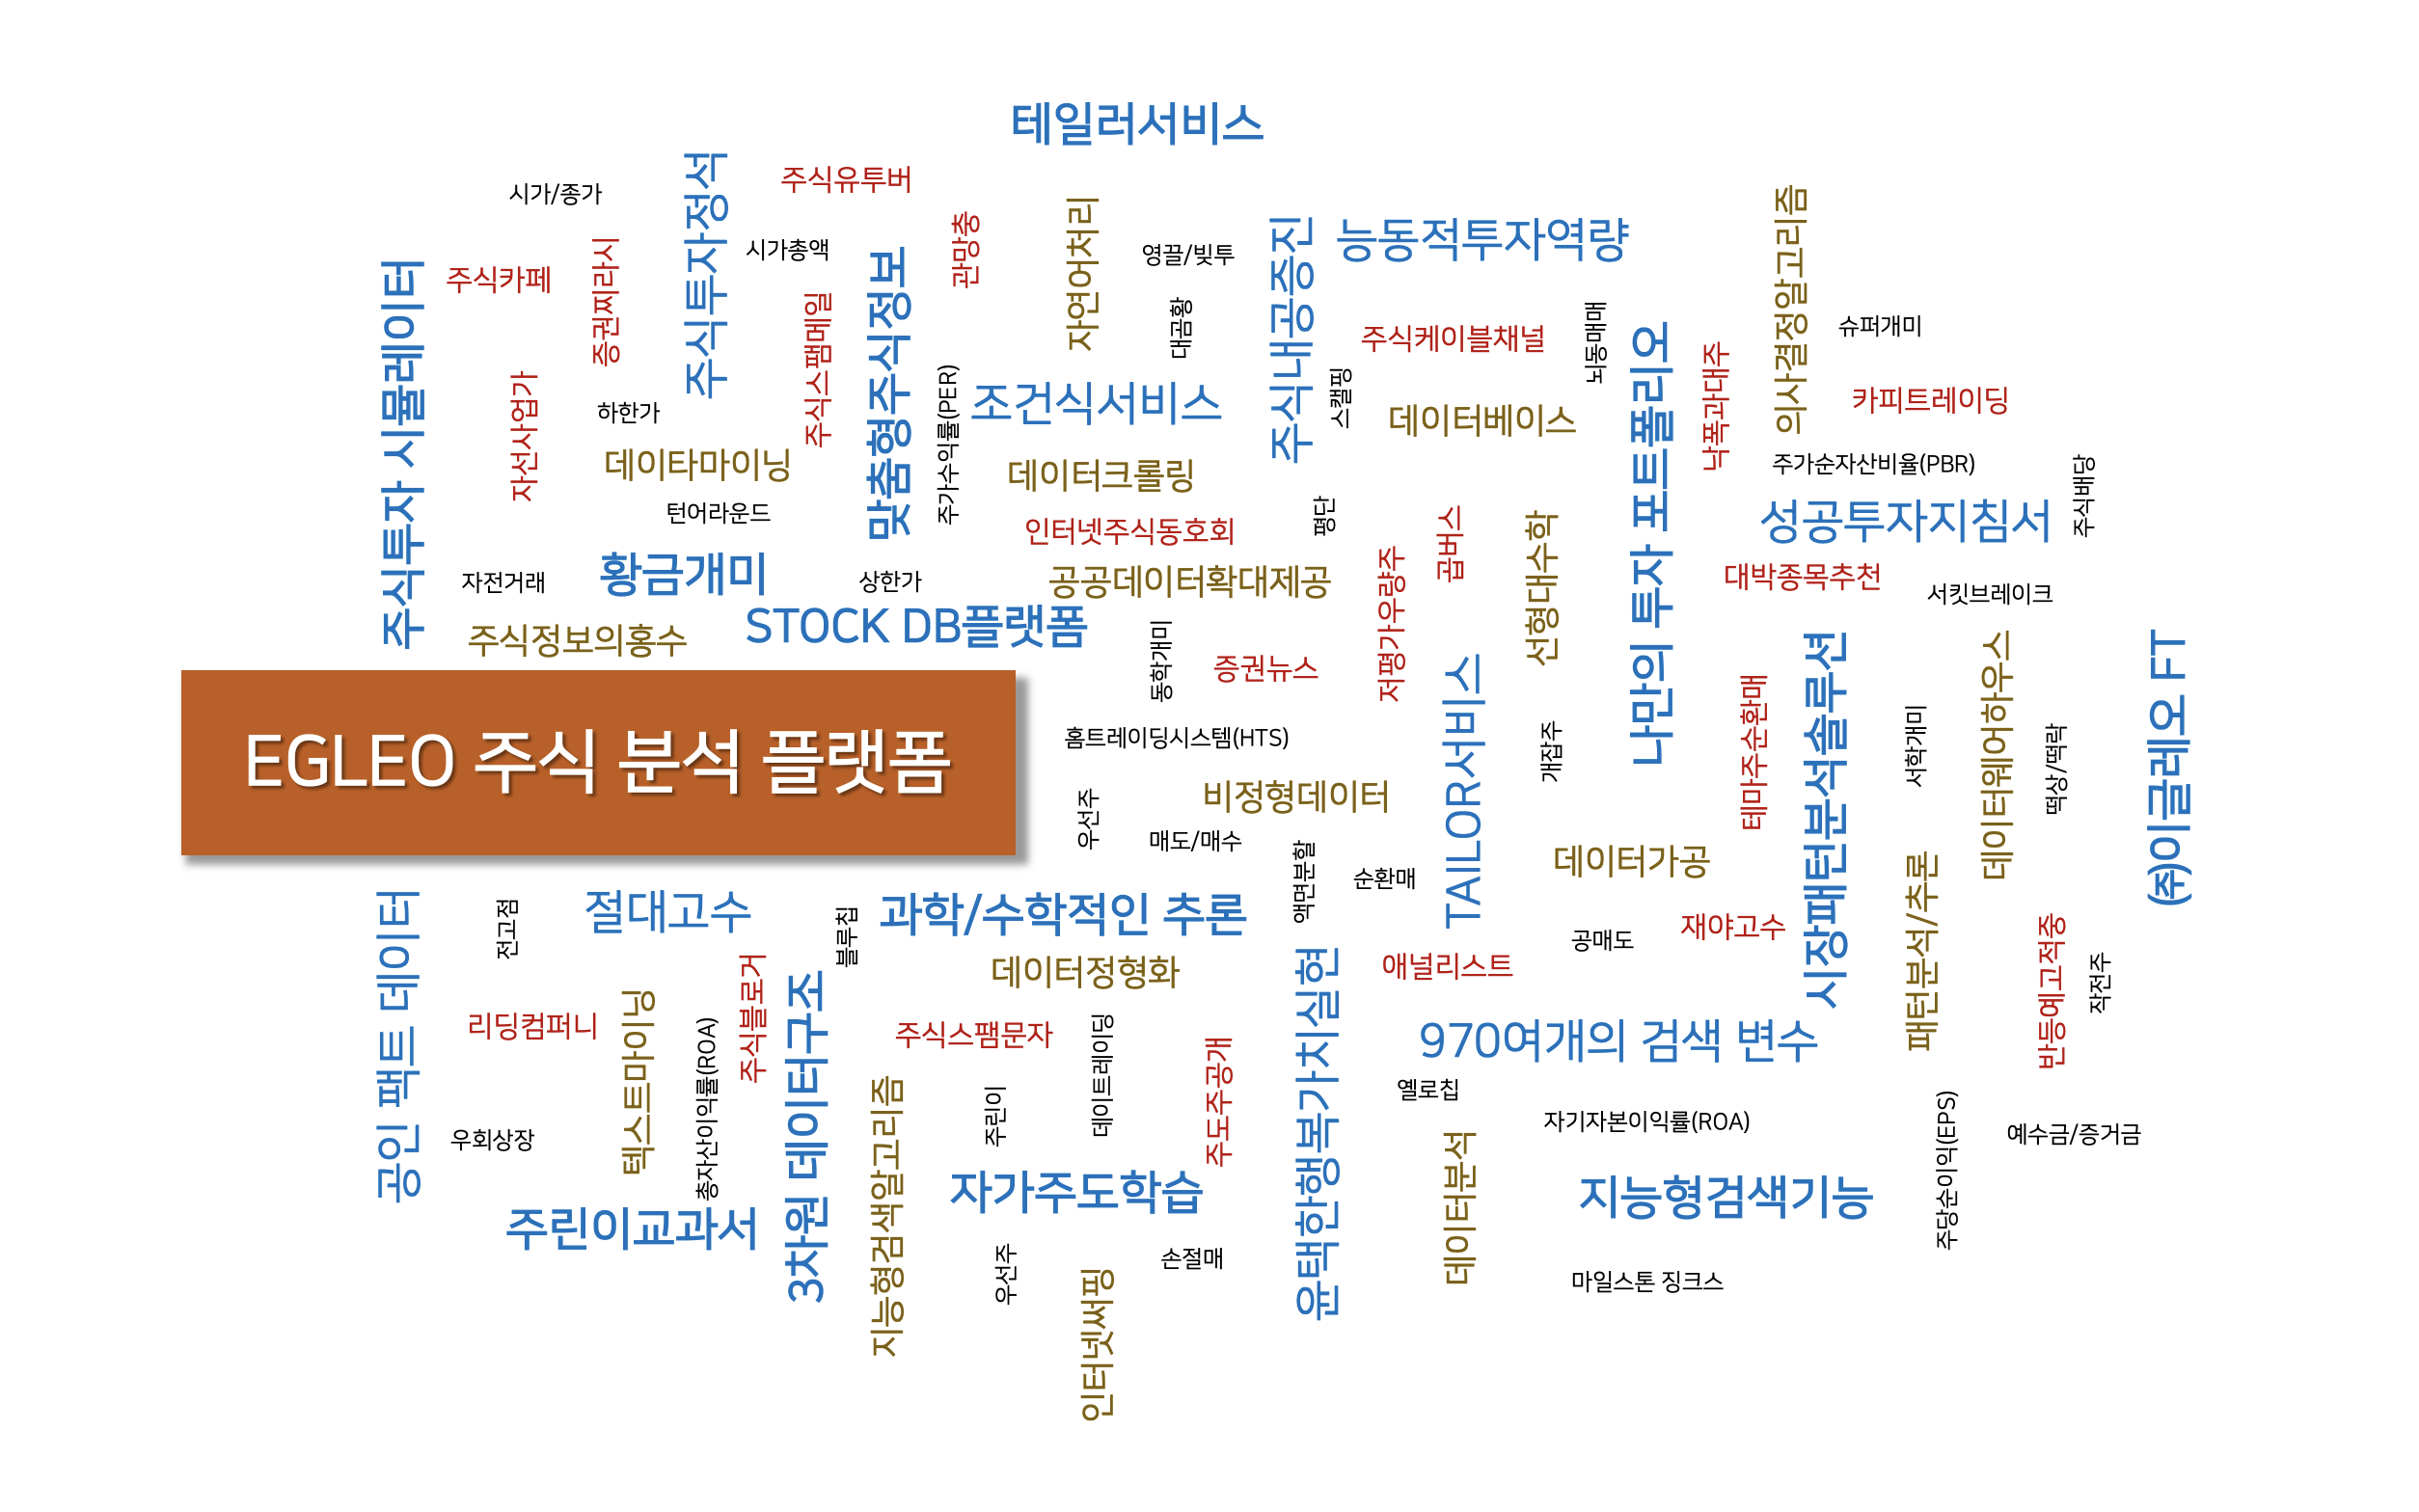 테일러서비스
시가/종가
주식투자정석
주식유투버
관망충
자연어처리
영끌/빚투
주식내공증진
능동적투자역량
의사결정알고리즘
주식투자 시뮬레이터
주식카페
증권찌라시
시가총액
주식스팸메일
맞춤형주식정보
대곰황
주식케이블채널
뇌동매매
나만의 투자 포트폴리오
슈퍼개미
자선사업가
하한가
주가수익률(PER)
조건식서비스
스캘핑
데이터베이스
낙폭과대주
카피트레이딩
데이타마이닝
데이터크롤링
주가순자산비율(PBR)
주식배당
턴어라운드
인터넷주식동호회
평단
곱버스
선형대수학
성공투자지침서
자전거래
황금개미
상한가
공공데이터확대제공
저평가우량주
대박종목추천
서킷브레이크
주식정보의홍수
STOCK DB플랫폼
동학개미
증권뉴스
TAILOR서비스
테마주순환매
시장패턴분석솔루션
데이터웨어하우스
㈜이글레오 FT
EGLEO 주식 분석 플랫폼
홈트레이딩시스템(HTS)
개잡주
서학개미
떡상/떡락
우선주
비정형데이터
매도/매수
액면분할
순환매
데이터가공
패턴분석/추론
공인 팩트 데이터
전고점
절대고수
블루칩
과학/수학적인 추론
윤택한행복가치실현
애널리스트
공매도
재야고수
반등예고적중
작전주
리딩컴퍼니
텍스트마이닝
총자산이익률(ROA)
주식블로거
3차원 데이터구조
데이터정형화
주식스팸문자
데이트레이딩
주도주공개
970여개의 검색 변수
옐로칩
우회상장
지능형검색알고리즘
주린이
자기자본이익률(ROA)
주당순이익(EPS)
예수금/증거금
주린이교과서
자가주도학습
데이터분석
지능형검색기능
우선주
인터넷써핑
손절매
마일스톤 징크스